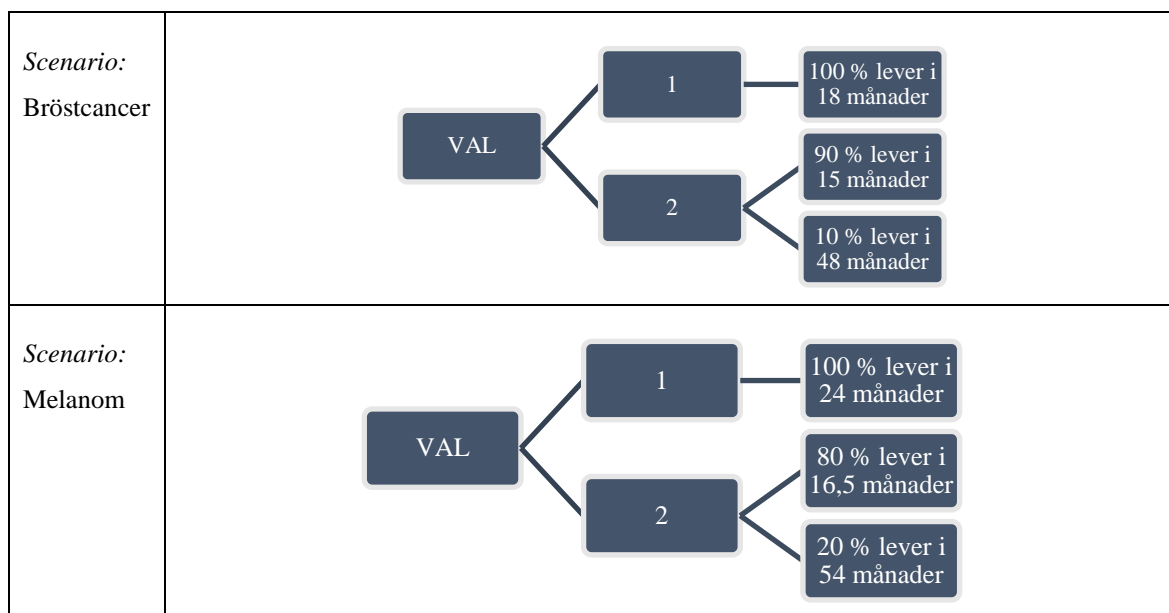 Scenario:
Bröstcancer
VAL
1
100 % lever i
18 månader
2
90 % lever i
15 månader
10 % lever i
48 månader
Scenario:
Melanom
VAL
1
100 % lever i
24 månader
2
80 % lever i
16,5 månader
20 % lever i
54 månader